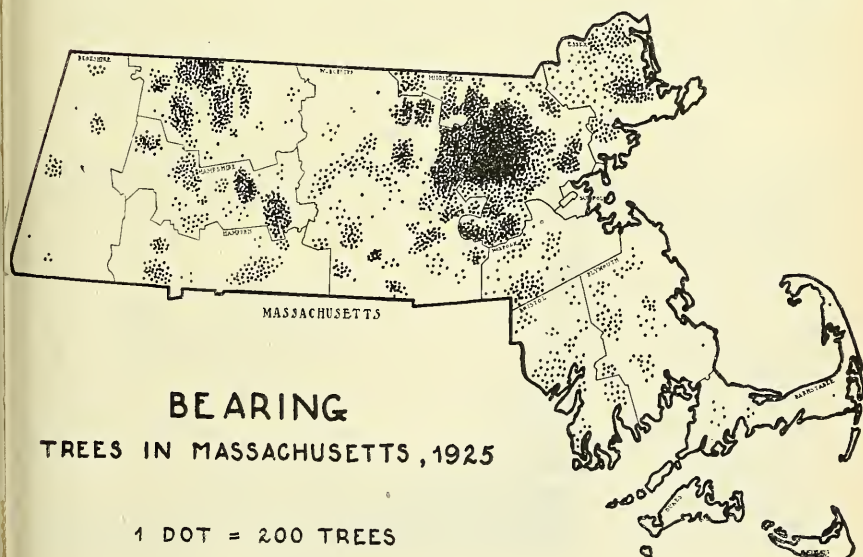 BERKSHIRE
WORCESTER
MIDDLESEX
ESSEX
HAMPSHIRE
HAMPDEN
SUFFOLK
NORFOLK
PLYMOUTH
BRISTOL
BARNSTABLE
DUKES
MASSACHUSETTS
BEARING
TREES IN MASSACHUSETTS, 1925
1 DOT = 200 TREES